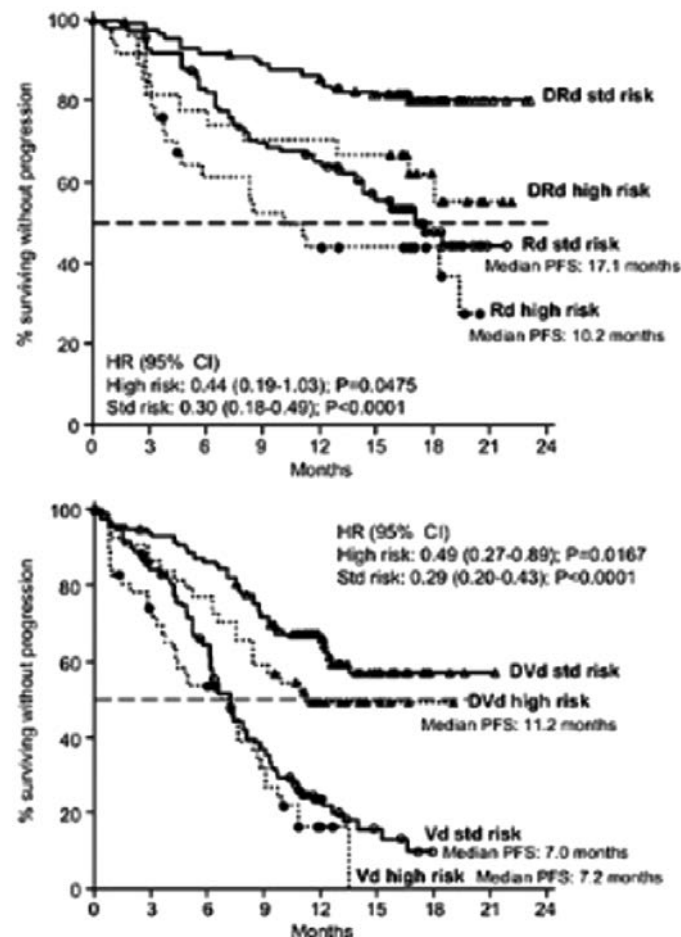 100
80
60
40
20
0
% surviving without progression
DRd std risk
DRd high risk
Rd std risk
Median PFS: 17.1 months
Rd high risk
Median PFS: 10.2 months
HR (95% CI)
High risk: 0.44 (0.19-1.03); P=0.0475
Std risk: 0.30 (0.18-0.49); P<0.0001
0 3 6 9 12 15 18 21 24
Months
100
80
60
40
20
0
% surviving without progression
HR (95% CI)
High risk: 0.49 (0.27-0.89); P=0.0167
Std risk: 0.29 (0.20-0.43); P<0.0001
DVd std risk
DVd high risk
Median PFS: 11.2 months
Vd std risk
Median PFS: 7.0 months
Vd high risk Median PFS: 7.2 months
0 3 6 9 12 15 18 21 24
Months